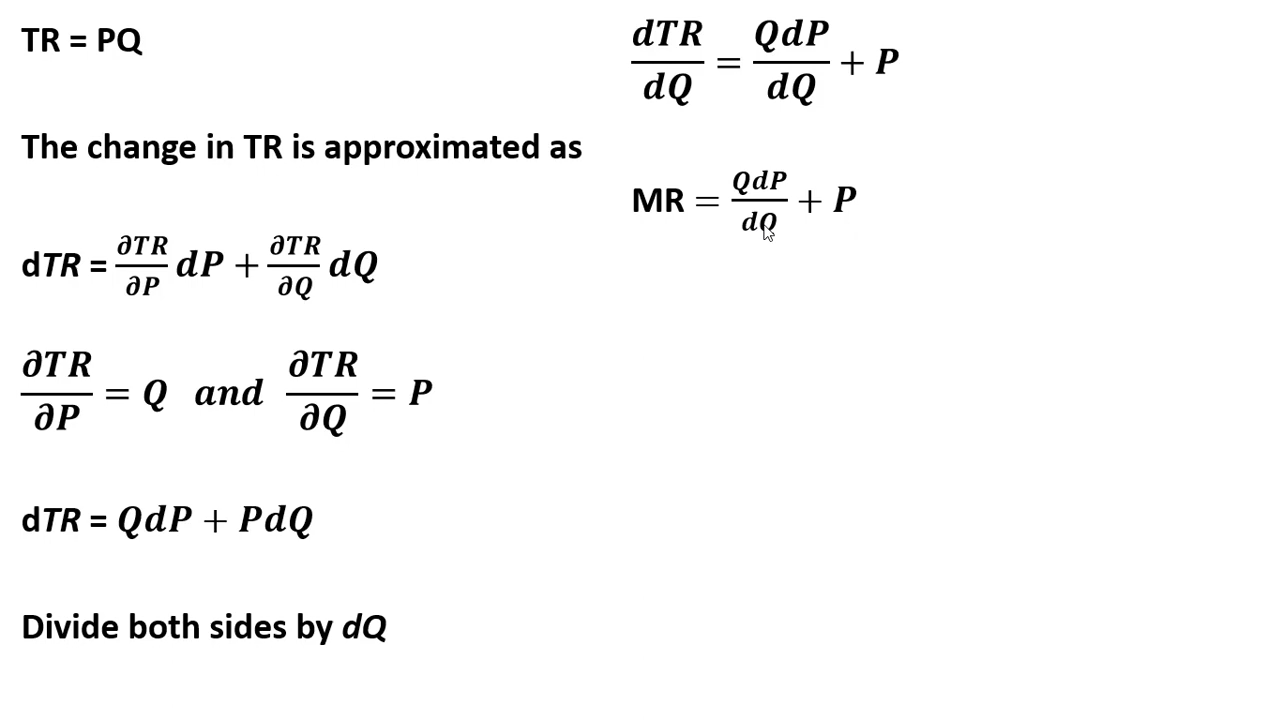 TR = PQ
The change in TR is approximated as
dTR = ∂TR/∂P dP + ∂TR/∂Q dQ
∂TR/∂P = Q and ∂TR/∂Q = P
dTR = QdP + PdQ
Divide both sides by dQ
dTR/dQ = QdP/dQ + P
MR = QdP/dQ + P